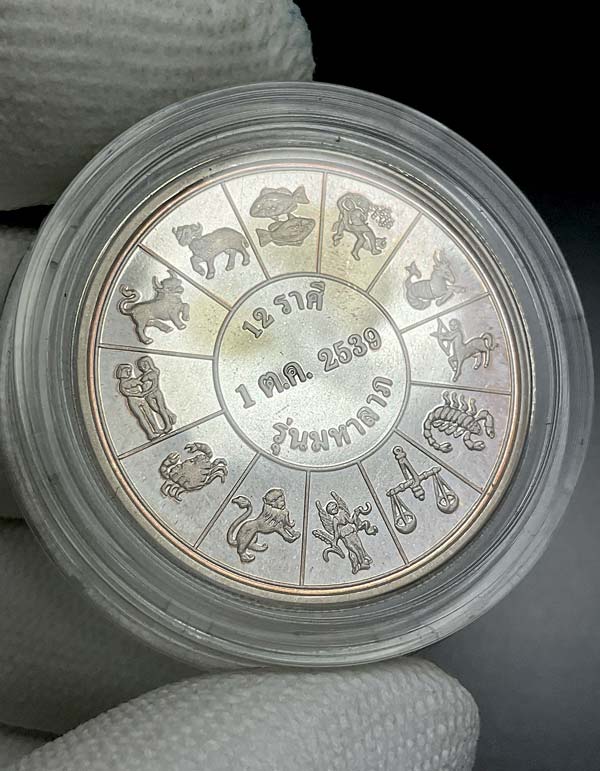 12 ราศี
1 ต.ค. 2539
รุ่นมหาลาภ